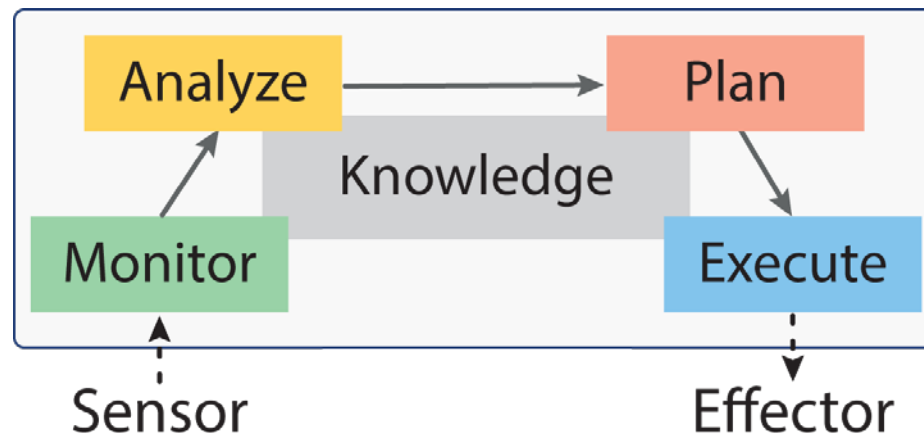 Analyze
Plan
Knowledge
Monitor
Execute
Sensor
Effector